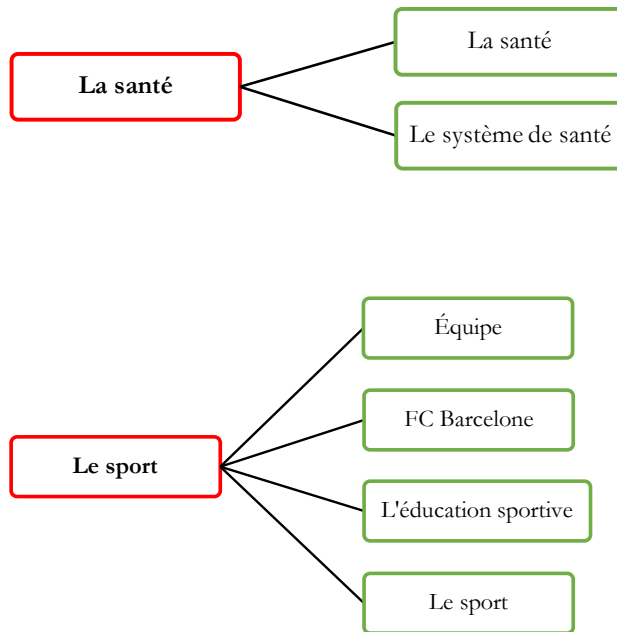 La santé
La santé
Le système de santé
Équipe
FC Barcelone
Le sport
L'éducation sportive
Le sport